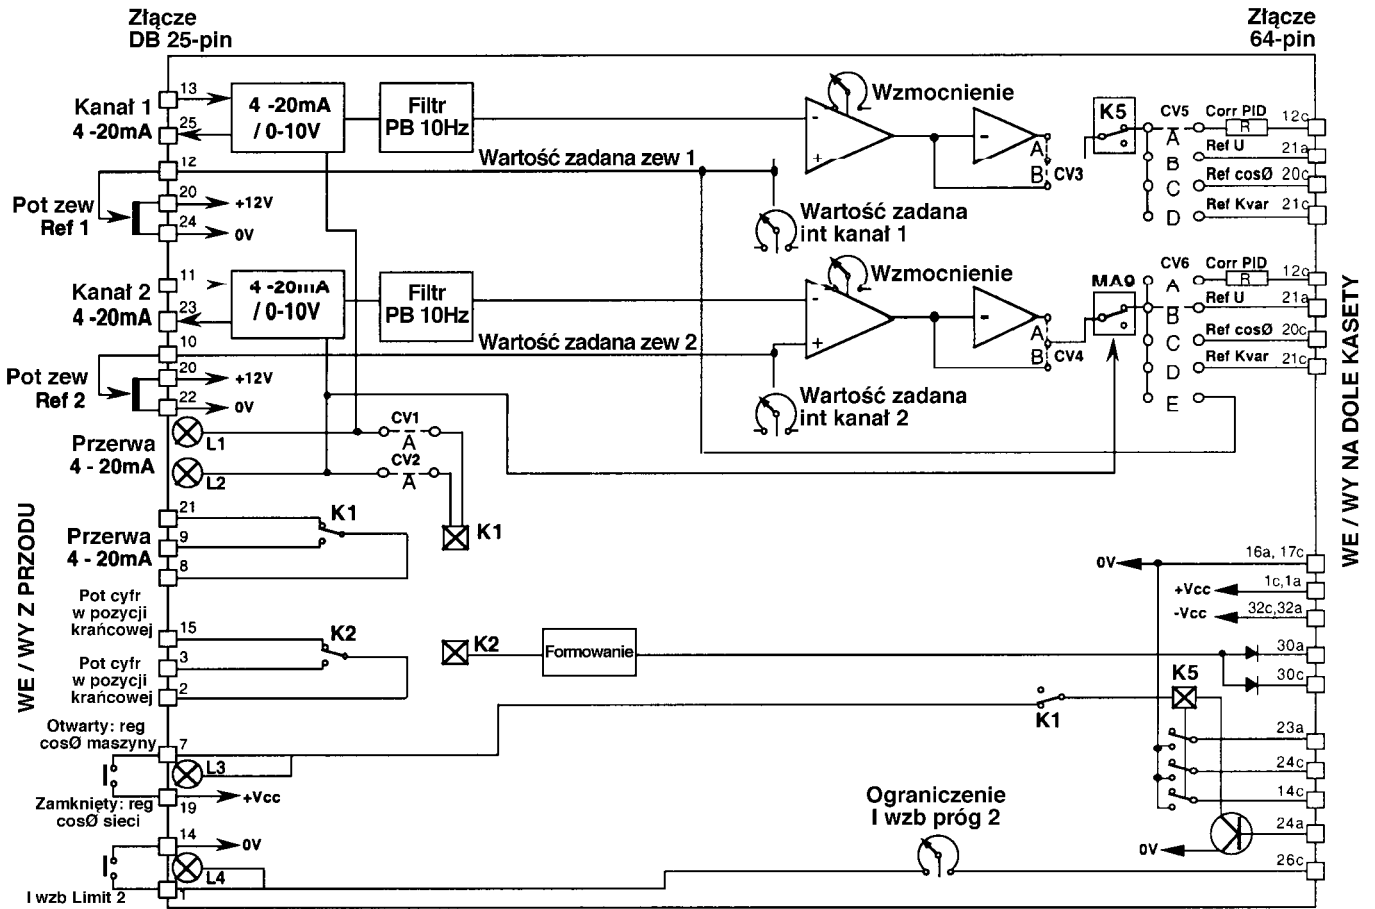 Złącze
DB 25-pin
Złącze
64-pin
Kanał 1
4 -20mA
13
25
4 -20mA
/ 0-10V
Filtr
PB 10Hz
Wzmocnienie
-
+
-
A
B
CV3
K5
CV5
A
B
C
D
Corr PID
R
12c
Ref U
21a
Ref cosØ
20c
Ref Kvar
21c
12
Wartość zadana zew 1
Pot zew
Ref 1
20
+12V
24
0V
Wartość zadana
int kanał 1
Kanał 2
4 -20mA
11
23
4 -20mA
/ 0-10V
Filtr
PB 10Hz
Wzmocnienie
-
+
-
A
B
CV4
MA9
CV6
A
B
C
D
E
Corr PID
R
12c
Ref U
21a
Ref cosØ
20c
Ref Kvar
21c
10
Wartość zadana zew 2
Pot zew
Ref 2
20
+12V
22
0V
Wartość zadana
int kanał 2
Przerwa
4 - 20mA
L1
L2
CV1
A
CV2
A
K1
Przerwa
4 - 20mA
21
9
8
K1
Pot cyfr
w pozycji
krańcowej
15
3
2
K2
Pot cyfr
w pozycji
krańcowej
K2
Formowanie
0V
16a, 17c
+Vcc
1c,1a
-Vcc
32c,32a
30a
30c
K5
K1
23a
24c
14c
24a
0V
26c
Otwarty: reg
cosØ maszyny
7
L3
+Vcc
19
Zamknięty: reg
cosØ sieci
14
0V
L4
1
I wzb Limit 2
Ograniczenie
I wzb próg 2
WE / WY Z PRZODU
WE / WY NA DOLE KASETY